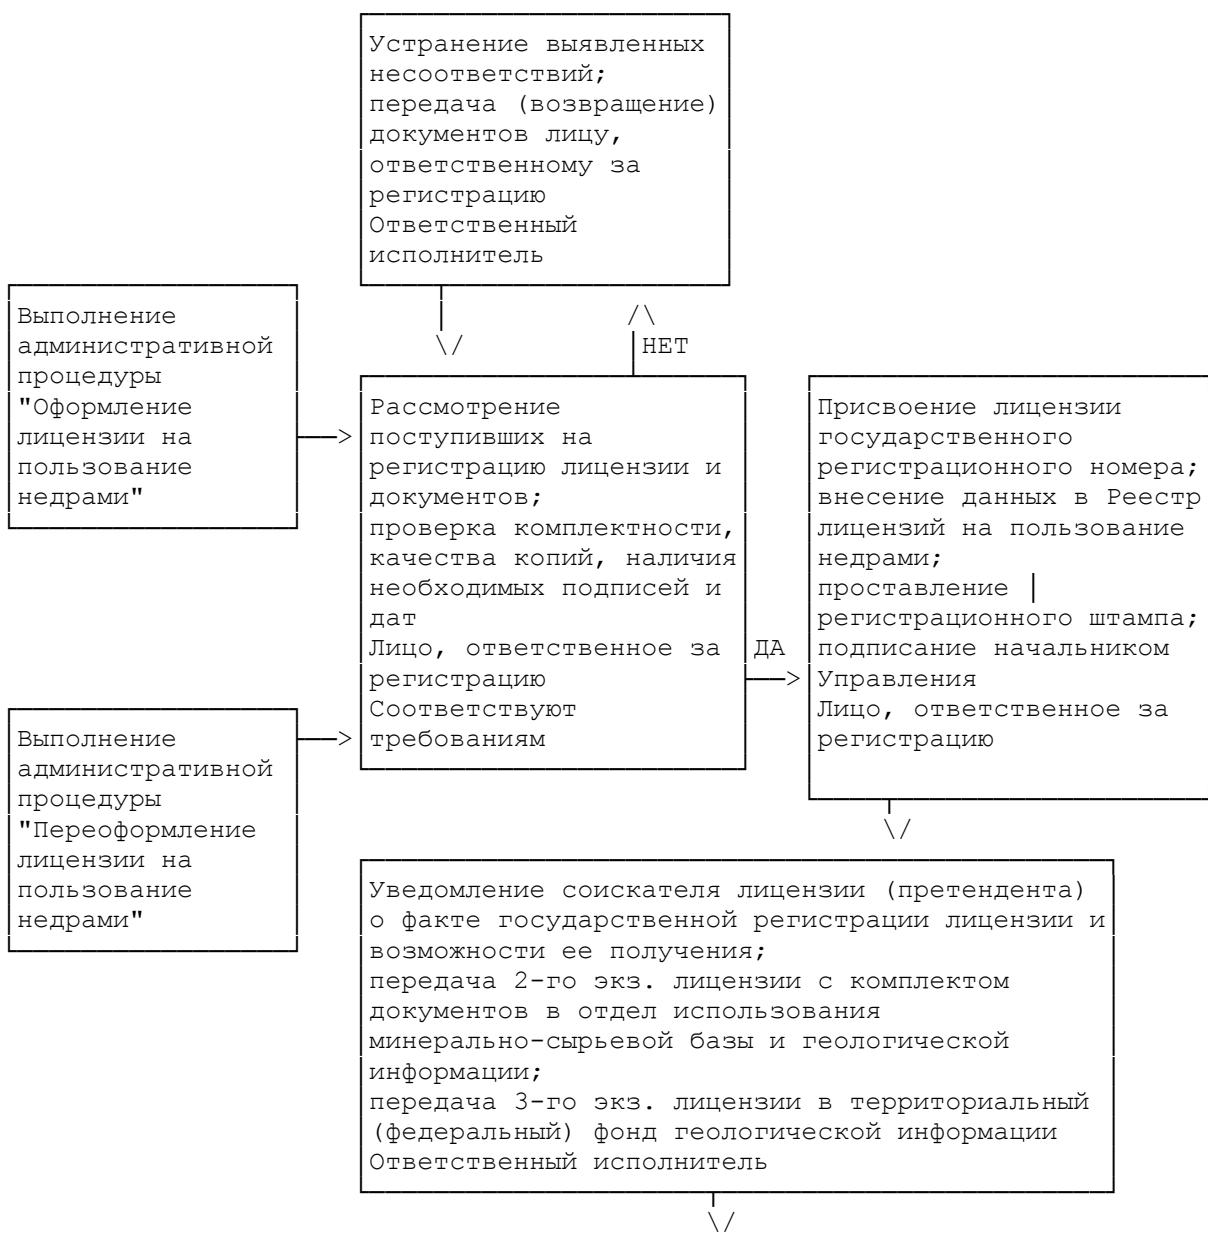 Устранение выявленных
несоответствий;
передача (возвращение)
документов лицу,
ответственному за
регистрацию
Ответственный
исполнитель
НЕТ
Выполнение
административной
процедуры
"Оформление
лицензии на
пользование
недрами"
Выполнение
административной
процедуры
"Переоформление
лицензии на
пользование
недрами"
Рассмотрение
поступивших на
регистрацию лицензии и
документов;
проверка комплектности,
качества копий, наличия
необходимых подписей и
дат
Лицо, ответственное за
регистрацию
Соответствуют
требованиям
ДА
Присвоение лицензии
государственного
регистрационного номера;
внесение данных в Реестр
лицензий на пользование
недрами;
проставление
регистрационного штампа;
подписание начальником
Управления
Лицо, ответственное за
регистрацию
Уведомление соискателя лицензии (претендента)
о факте государственной регистрации лицензии и
возможности ее получения;
передача 2-го экз. лицензии с комплектом
документов в отдел использования
минерально-сырьевой базы и геологической
информации;
передача 3-го экз. лицензии в территориальный
(федеральный) фонд геологической информации
Ответственный исполнитель